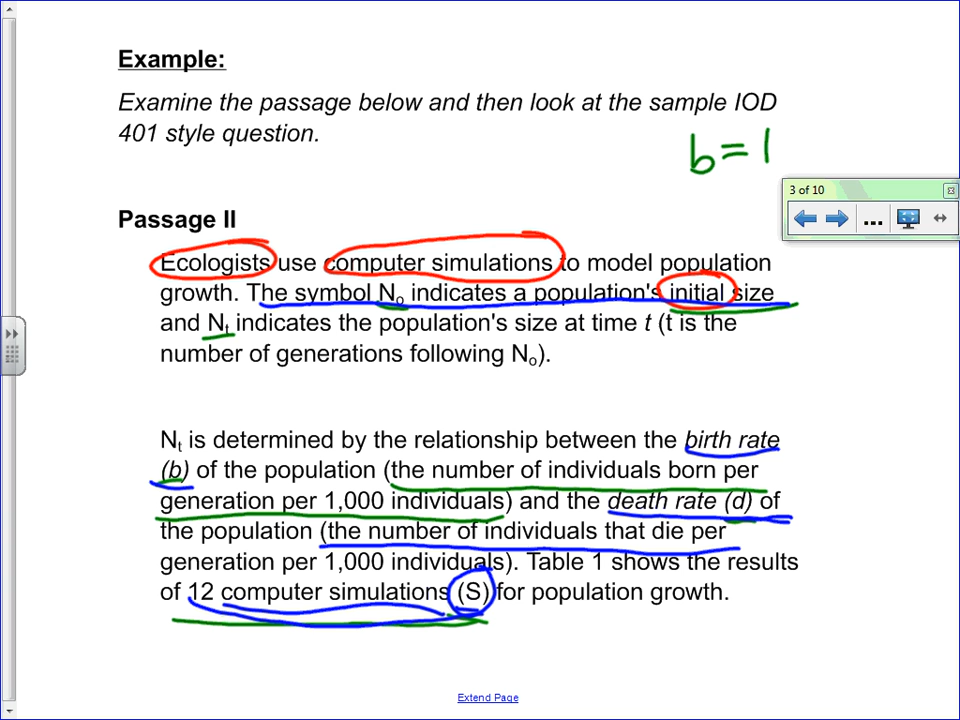 Example:
Examine the passage below and then look at the sample IOD
401 style question.
b = 1
3 of 10
...
Passage II
Ecologists use computer simulations to model population
growth. The symbol Nₒ indicates a population's initial size
and Nₜ indicates the population's size at time t (t is the
number of generations following Nₒ).
Nₜ is determined by the relationship between the birth rate
(b) of the population (the number of individuals born per
generation per 1,000 individuals) and the death rate (d) of
the population (the number of individuals that die per
generation per 1,000 individuals). Table 1 shows the results
of 12 computer simulations (S) for population growth.
Extend Page